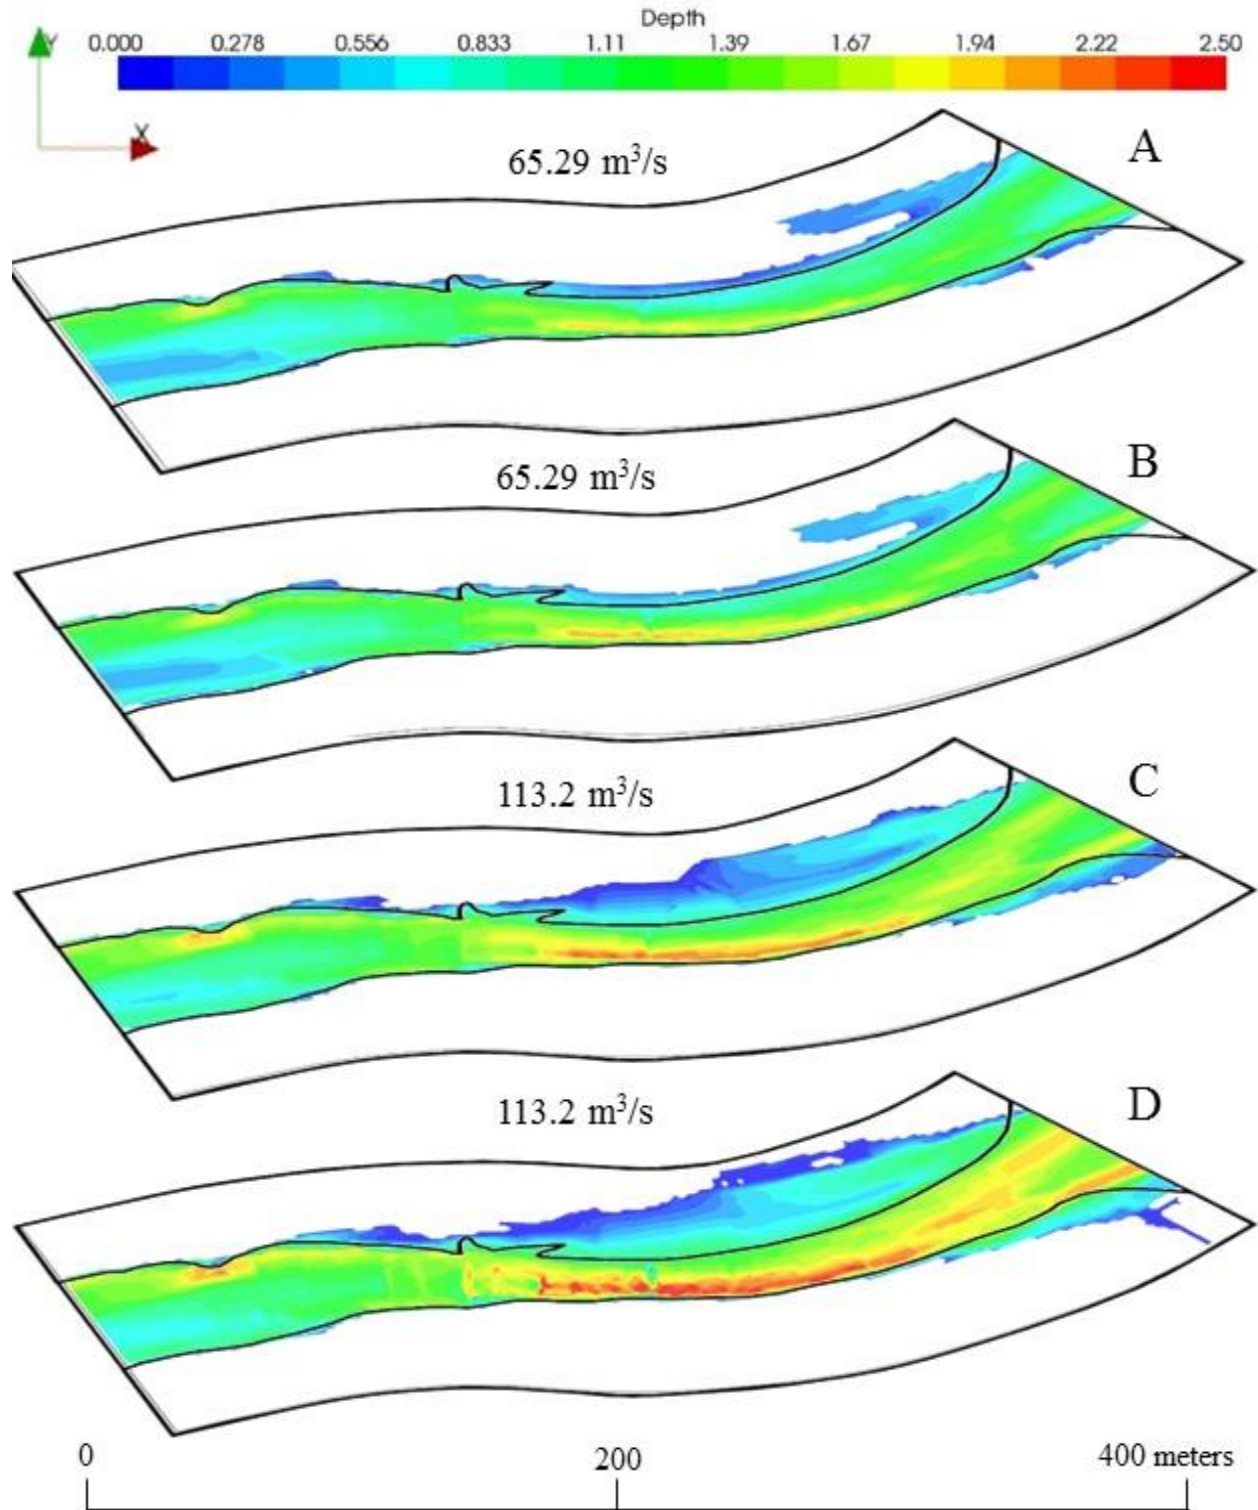 Depth
0.000 0.278 0.556 0.833 1.11 1.39 1.67 1.94 2.22 2.50
Y
X
65.29 m³/s
A
65.29 m³/s
B
113.2 m³/s
C
113.2 m³/s
D
0 200 400 meters